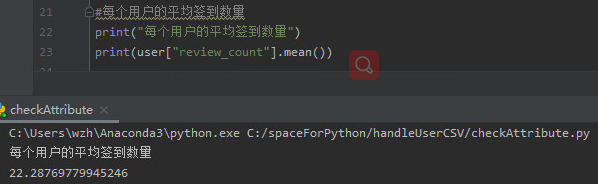 21 #每个用户的平均签到数量
22 print("每个用户的平均签到数量")
23 print(user["review_count"].mean())
checkAttribute ×
C:\Users\wzh\Anaconda3\python.exe C:/spaceForPython/handleUserCSV/checkAttribute.py
每个用户的平均签到数量
22.28769779945246